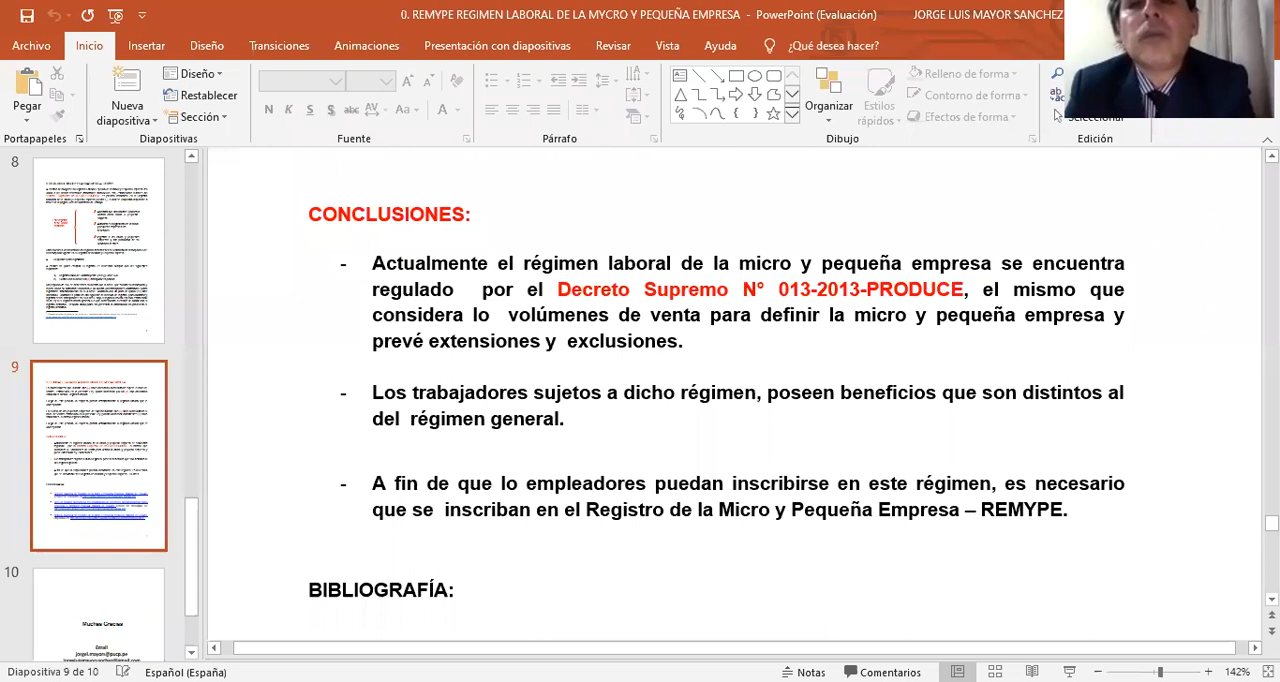 0. REMYPE REGIMEN LABORAL DE LA MYCRO Y PEQUEÑA EMPRESA - PowerPoint (Evaluación) JORGE LUIS MAYOR SANCHEZ
Archivo Inicio Insertar Diseño Transiciones Animaciones Presentación con diapositivas Revisar Vista Ayuda ¿Qué desea hacer?
Pegar
Portapapeles
Nueva
diapositiva
Diseño
Restablecer
Sección
Diapositivas
N K S S abc AV Aa A
Fuente
Párrafo
Organizar
Estilos
rápidos
Relleno de forma
Contorno de forma
Efectos de forma
Dibujo
Seleccionar
Edición
8
9
10
Muchas Gracias
Email
CONCLUSIONES:
- Actualmente el régimen laboral de la micro y pequeña empresa se encuentra
regulado por el Decreto Supremo N° 013-2013-PRODUCE, el mismo que
considera lo volúmenes de venta para definir la micro y pequeña empresa y
prevé extensiones y exclusiones.
- Los trabajadores sujetos a dicho régimen, poseen beneficios que son distintos al
del régimen general.
- A fin de que lo empleadores puedan inscribirse en este régimen, es necesario
que se inscriban en el Registro de la Micro y Pequeña Empresa – REMYPE.
BIBLIOGRAFÍA:
Diapositiva 9 de 10 Español (España) Notas Comentarios 142%